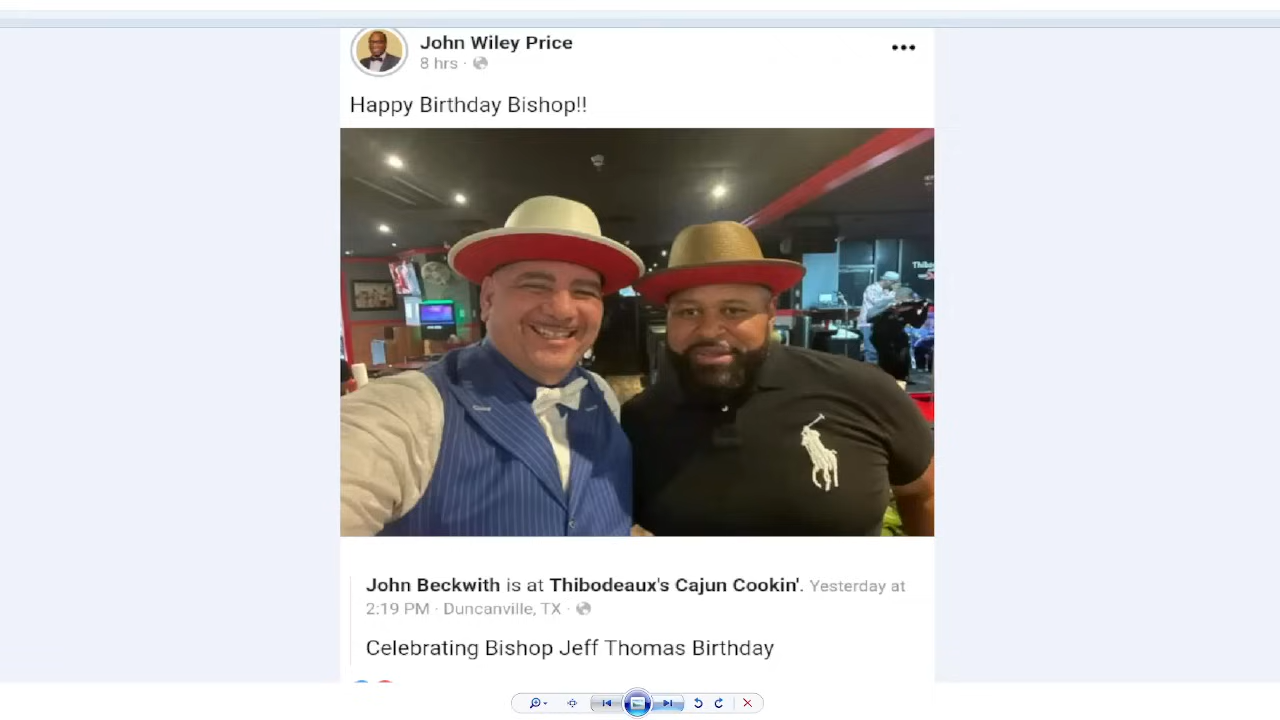 John Wiley Price
8 hrs ·
Happy Birthday Bishop!!
John Beckwith is at Thibodeaux's Cajun Cookin'. Yesterday at
2:19 PM · Duncanville, TX ·
Celebrating Bishop Jeff Thomas Birthday